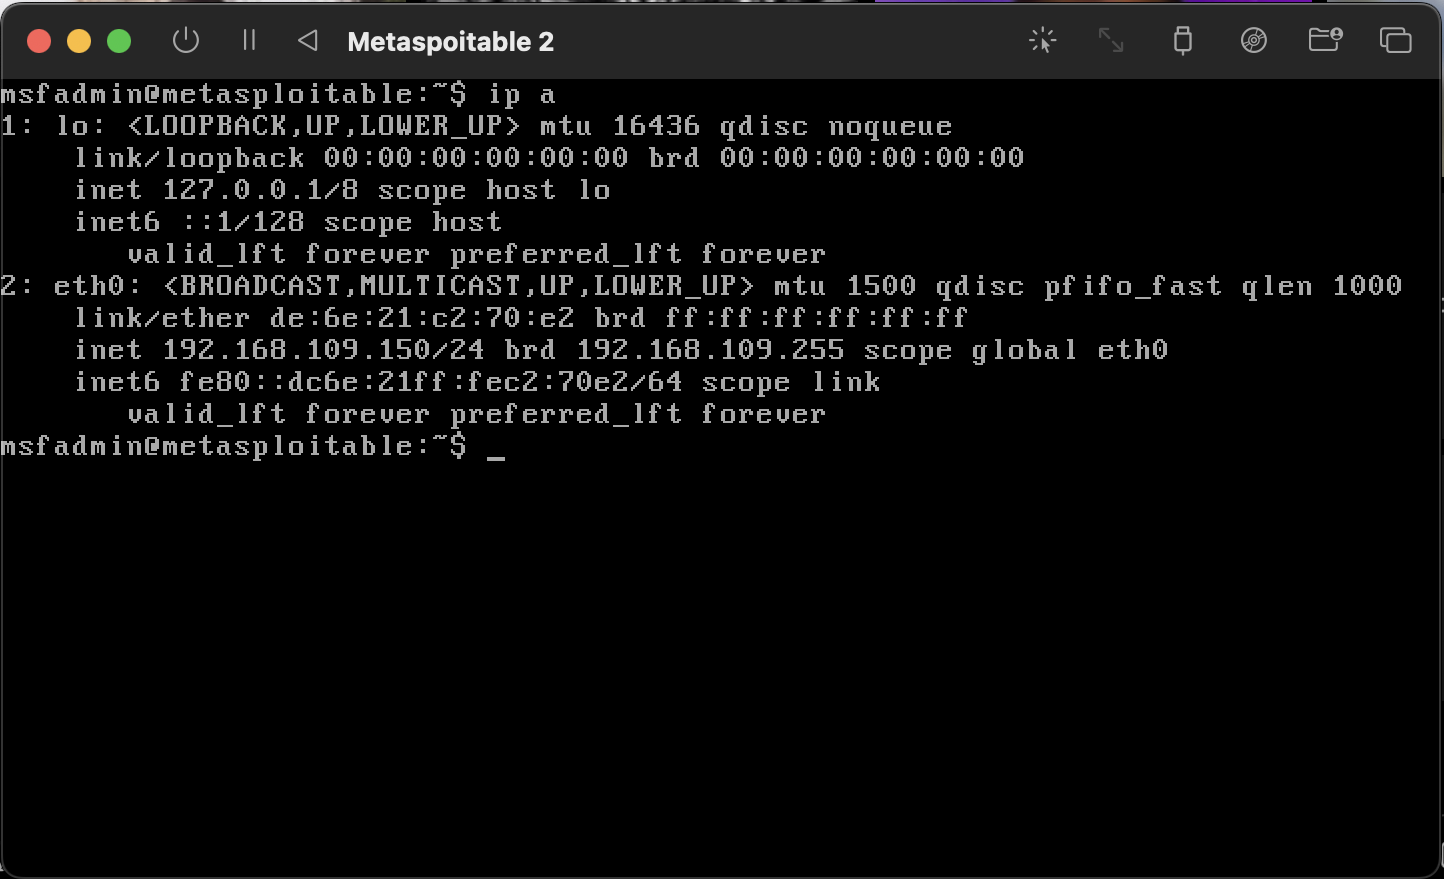 Metaspoitable 2
msfadmin@metasploitable:~$ ip a
1: lo: <LOOPBACK,UP,LOWER_UP> mtu 16436 qdisc noqueue
    link/loopback 00:00:00:00:00:00 brd 00:00:00:00:00:00
    inet 127.0.0.1/8 scope host lo
    inet6 ::1/128 scope host
       valid_lft forever preferred_lft forever
2: eth0: <BROADCAST,MULTICAST,UP,LOWER_UP> mtu 1500 qdisc pfifo_fast qlen 1000
    link/ether de:6e:21:c2:70:e2 brd ff:ff:ff:ff:ff:ff
    inet 192.168.109.150/24 brd 192.168.109.255 scope global eth0
    inet6 fe80::dc6e:21ff:fec2:70e2/64 scope link
       valid_lft forever preferred_lft forever
msfadmin@metasploitable:~$ _